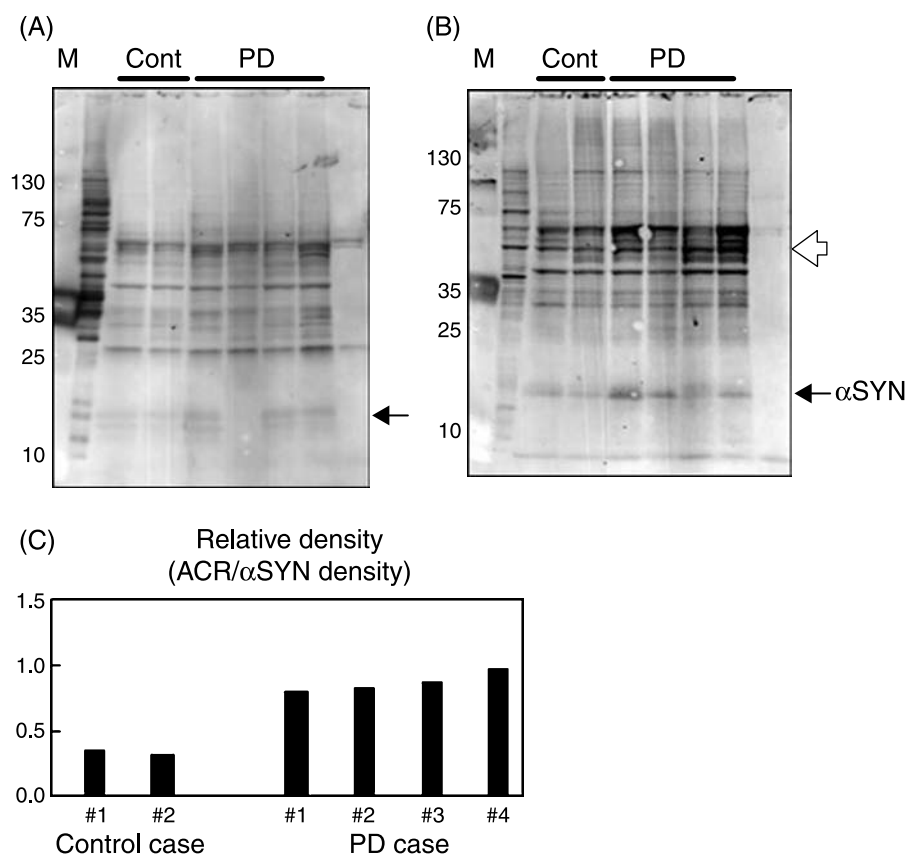 (A)
M Cont PD
130
75
35
25
10
(B)
M Cont PD
130
75
35
25
10
αSYN
(C)
Relative density
(ACR/αSYN density)
1.5
1.0
0.5
0.0
#1 #2 #1 #2 #3 #4
Control case PD case